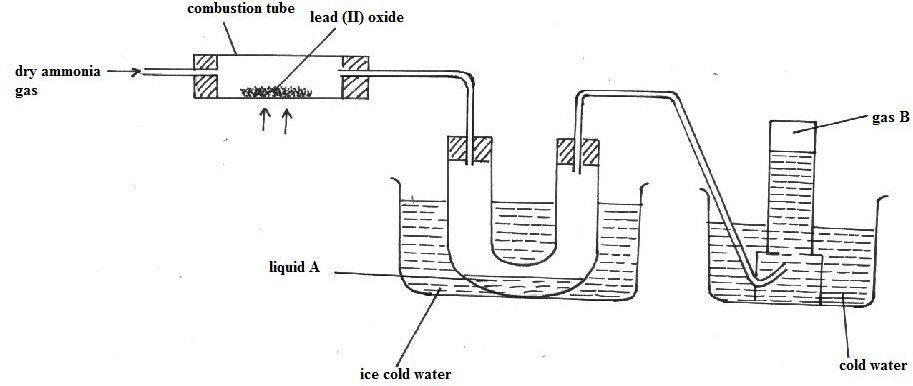 combustion tube
lead (II) oxide
dry ammonia
gas
gas B
liquid A
ice cold water
cold water